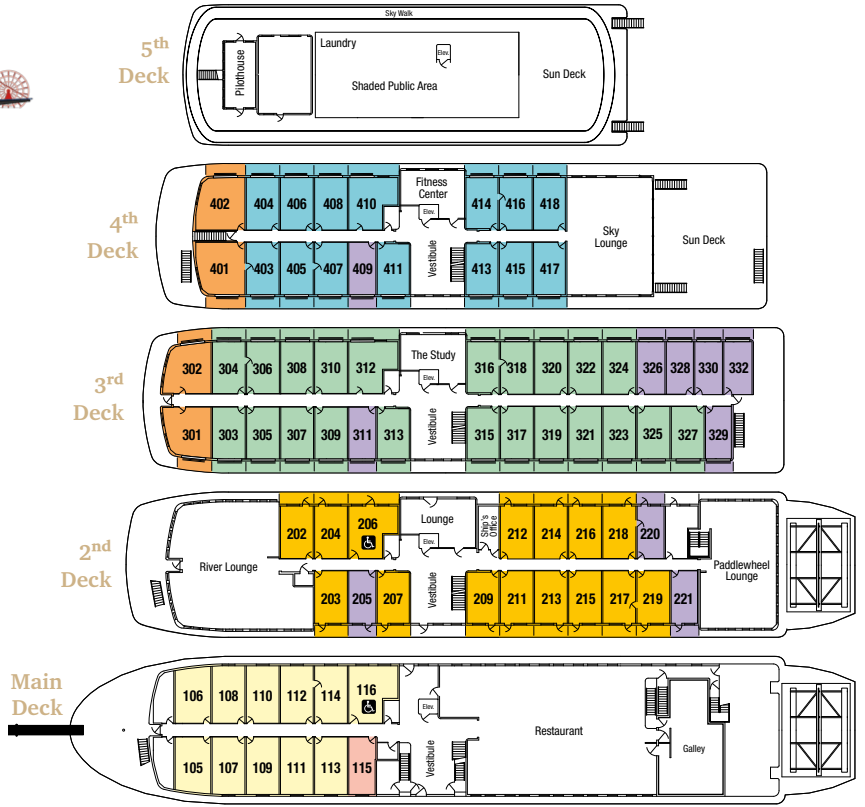 5th
Deck
Sky Walk
Pilothouse
Laundry
Elev.
Shaded Public Area
Sun Deck
4th
Deck
402 404 406 408 410
Fitness
Center
414 416 418
Elev.
Vestibule
401 403 405 407 409 411
413 415 417
Sky
Lounge
Sun Deck
3rd
Deck
302 304 306 308 310 312
The Study
316 318 320 322 324 326 328 330 332
Elev.
Vestibule
301 303 305 307 309 311 313
315 317 319 321 323 325 327 329
2nd
Deck
River Lounge
202 204 206
Lounge
Ship's
Office
212 214 216 218 220
Elev.
Vestibule
203 205 207
209 211 213 215 217 219 221
Paddlewheel
Lounge
Main
Deck
106 108 110 112 114 116
Elev.
Vestibule
105 107 109 111 113 115
Restaurant
Galley